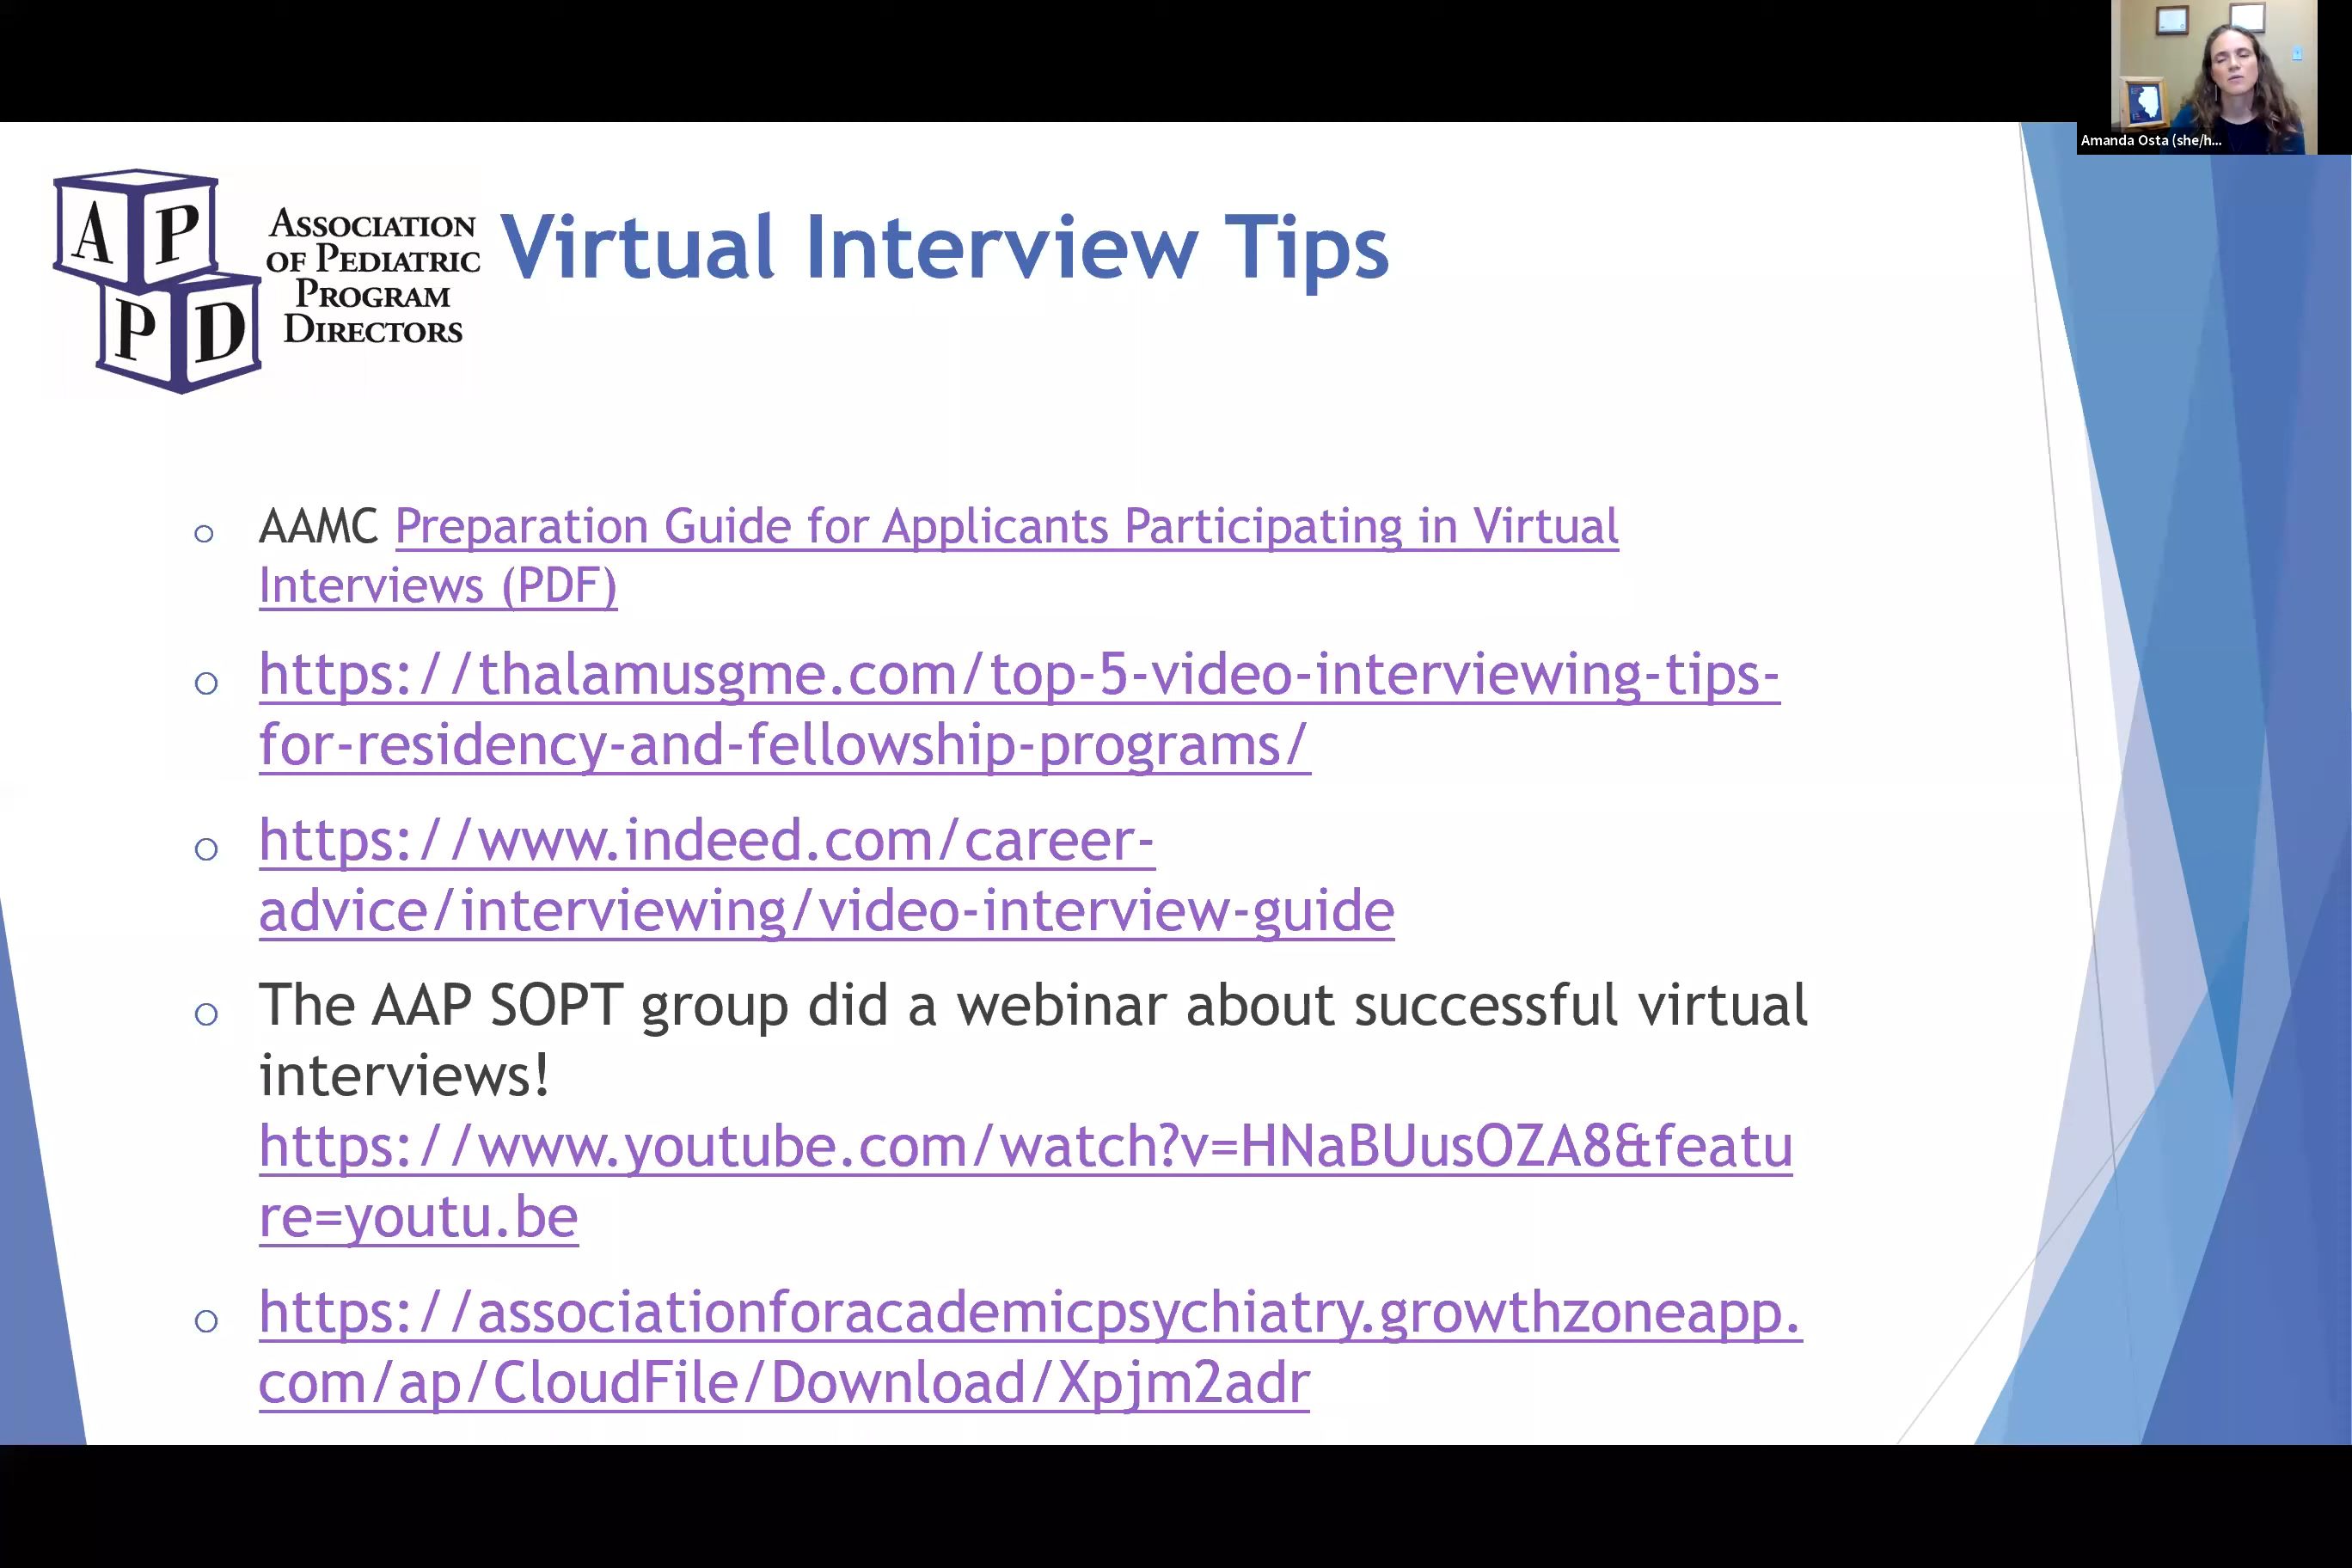 Amanda Osta (she/h...
A P
P D
ASSOCIATION
OF PEDIATRIC
PROGRAM
DIRECTORS
Virtual Interview Tips
AAMC Preparation Guide for Applicants Participating in Virtual
Interviews (PDF)
https://thalamusgme.com/top-5-video-interviewing-tips-
for-residency-and-fellowship-programs/
https://www.indeed.com/career-
advice/interviewing/video-interview-guide
The AAP SOPT group did a webinar about successful virtual
interviews!
https://www.youtube.com/watch?v=HNaBUusOZA8&featu
re=youtu.be
https://associationforacademicpsychiatry.growthzoneapp.
com/ap/CloudFile/Download/Xpjm2adr